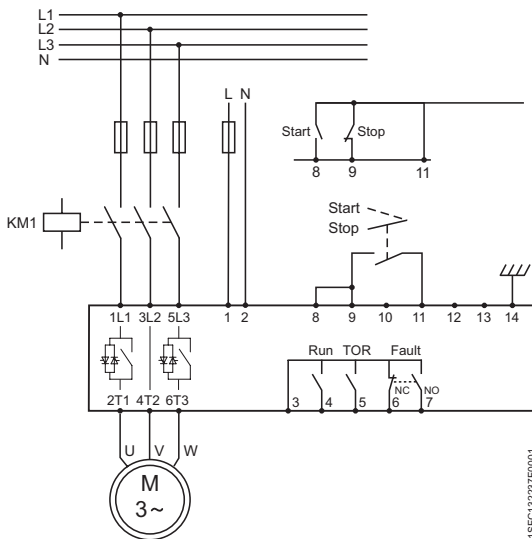 L1
L2
L3
N
L N
Start Stop
8 9 11
KM1
Start
Stop
1L1 3L2 5L3 1 2 8 9 10 11 12 13 14
Run TOR Fault
NC NO
2T1 4T2 6T3 3 4 5 6 7
U V W
M
3~
1SFC132237F0001